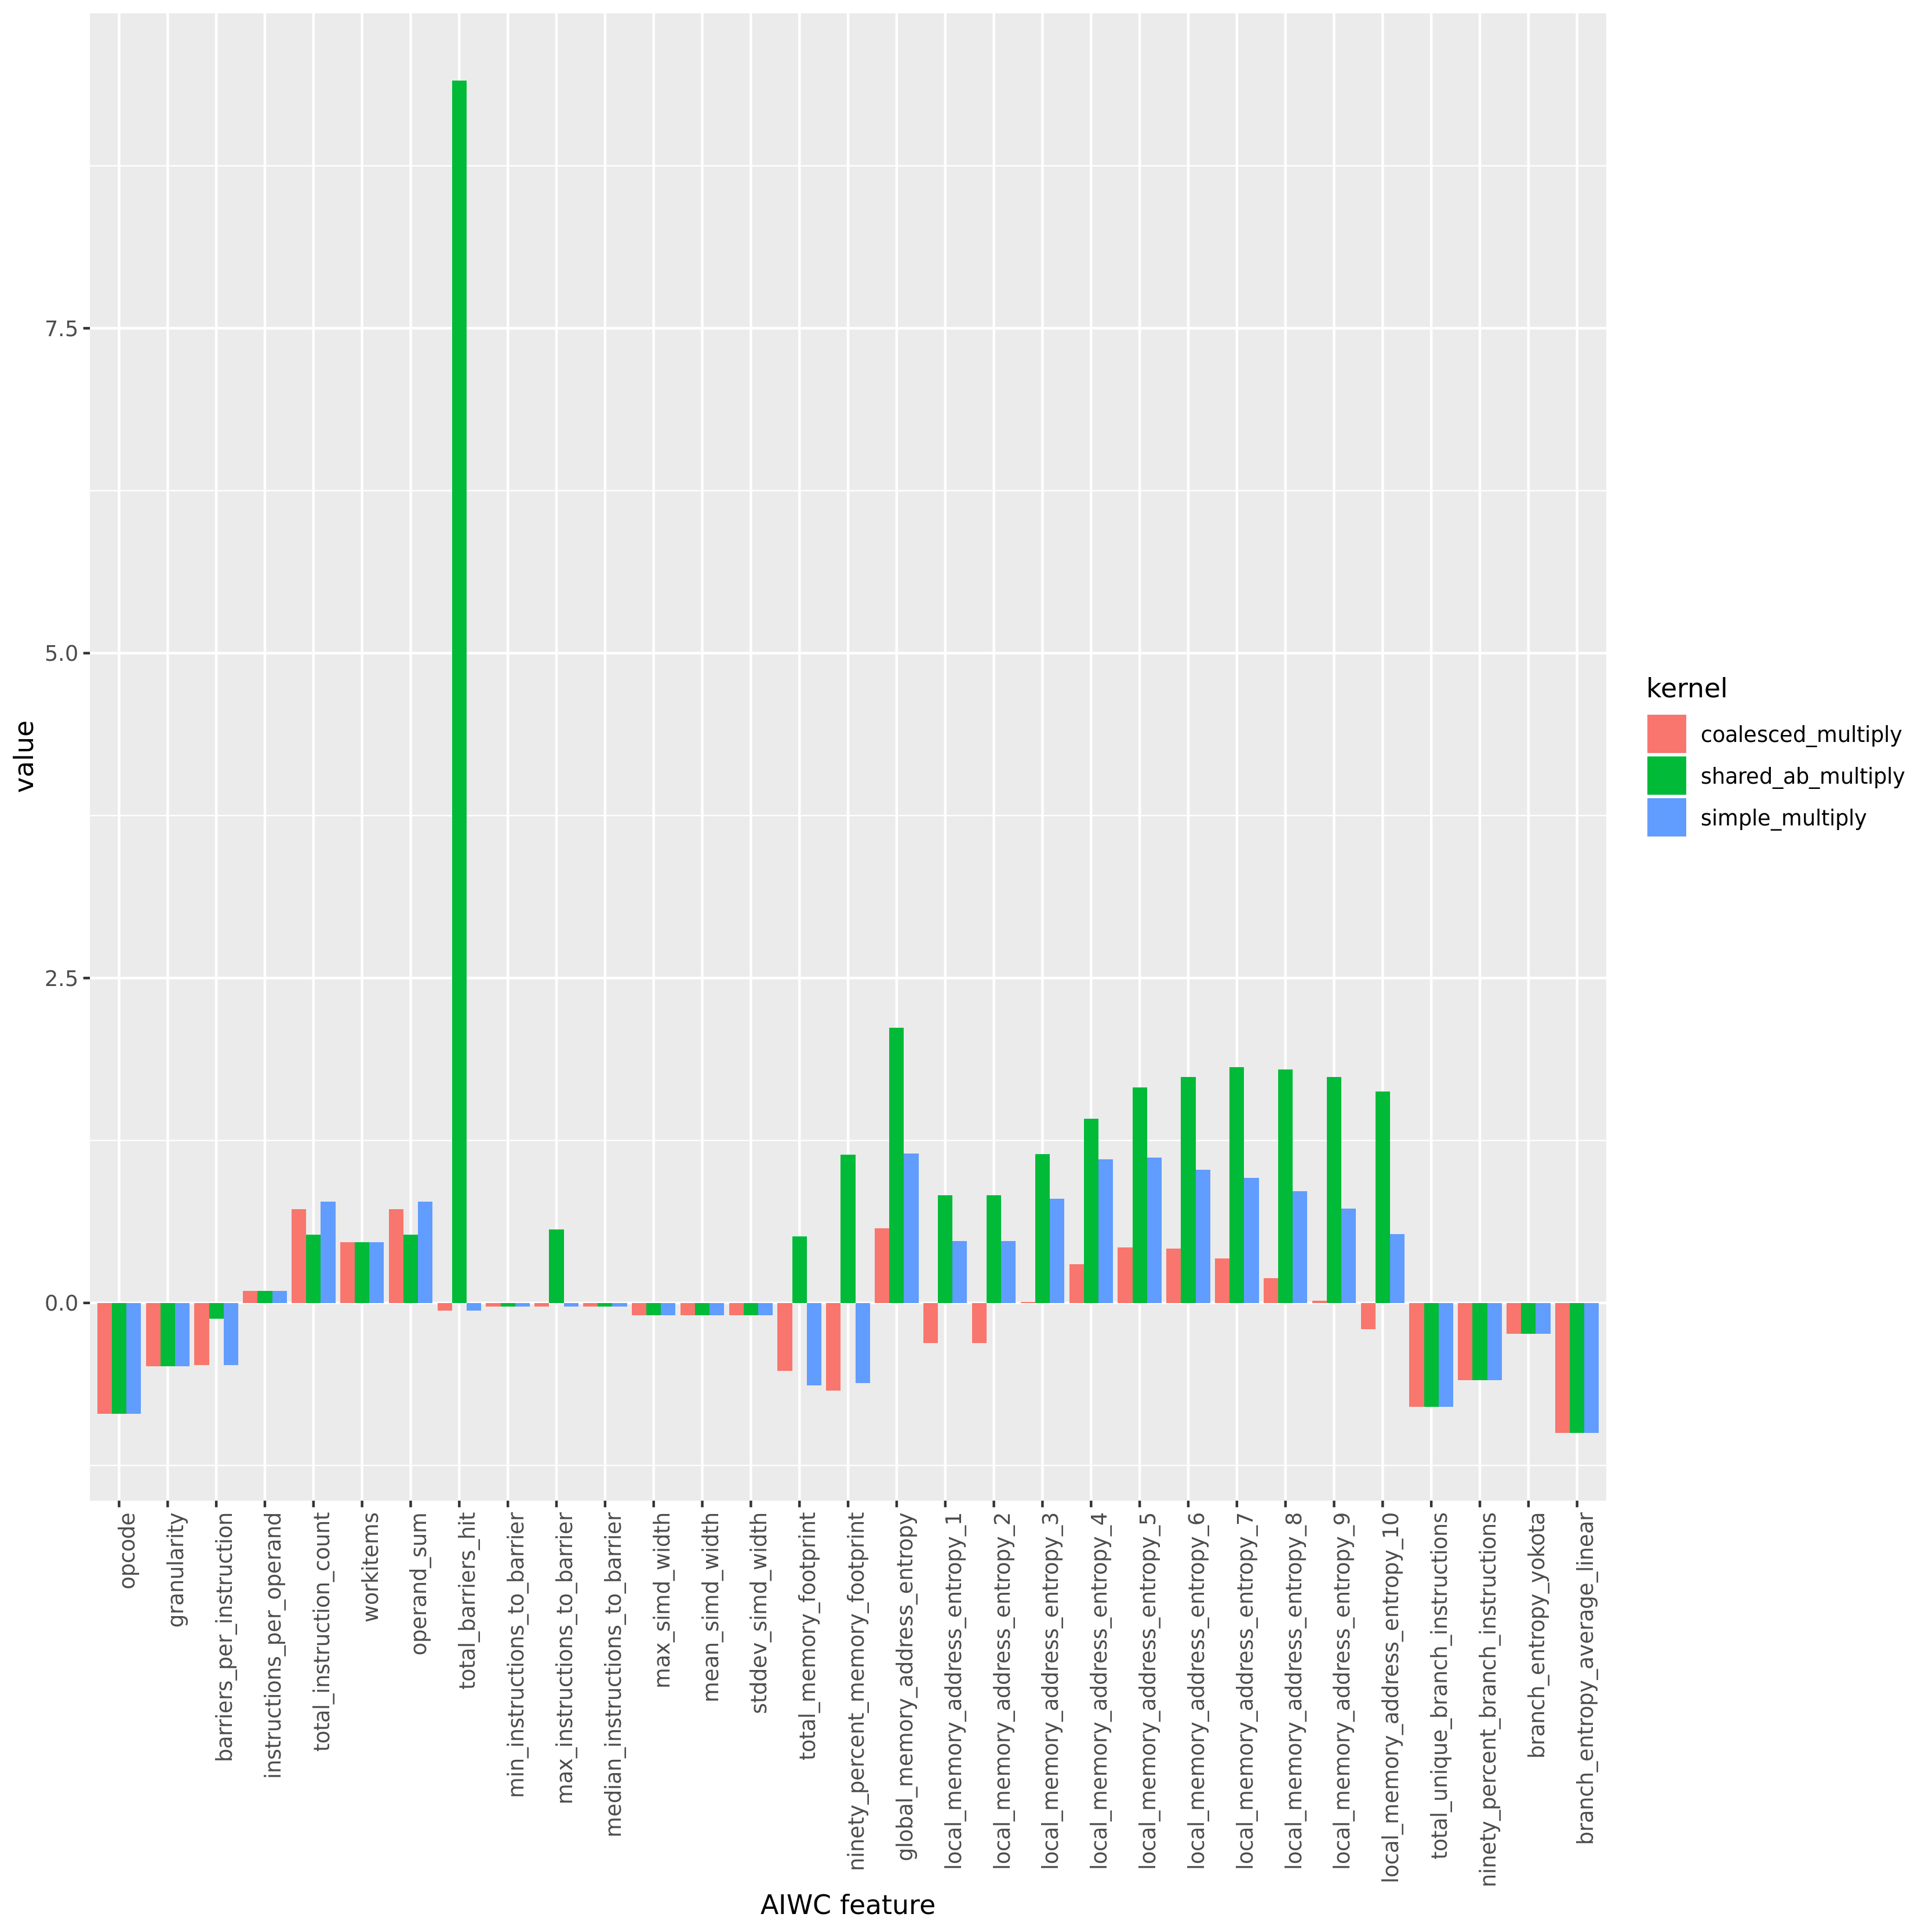 value
7.5
5.0
2.5
0.0
opcode
granularity
barriers_per_instruction
instructions_per_operand
total_instruction_count
workitems
operand_sum
total_barriers_hit
min_instructions_to_barrier
max_instructions_to_barrier
median_instructions_to_barrier
max_simd_width
mean_simd_width
stddev_simd_width
total_memory_footprint
ninety_percent_memory_footprint
global_memory_address_entropy
local_memory_address_entropy_1
local_memory_address_entropy_2
local_memory_address_entropy_3
local_memory_address_entropy_4
local_memory_address_entropy_5
local_memory_address_entropy_6
local_memory_address_entropy_7
local_memory_address_entropy_8
local_memory_address_entropy_9
local_memory_address_entropy_10
total_unique_branch_instructions
ninety_percent_branch_instructions
branch_entropy_yokota
branch_entropy_average_linear
AIWC feature
kernel
coalesced_multiply
shared_ab_multiply
simple_multiply